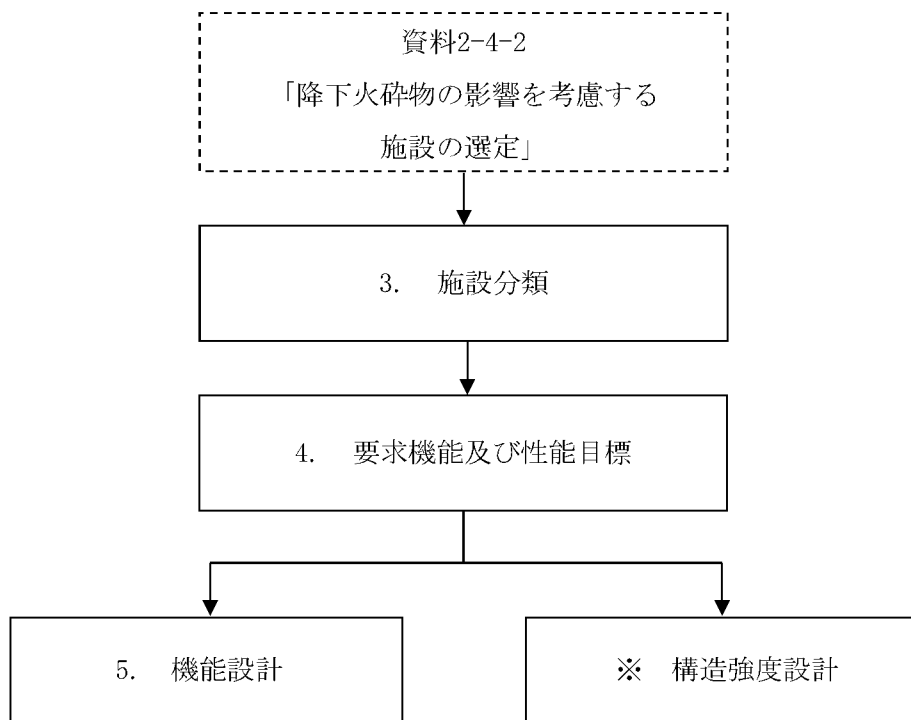 資料2-4-2
「降下火砕物の影響を考慮する
施設の選定」
3. 施設分類
4. 要求機能及び性能目標
5. 機能設計
※ 構造強度設計